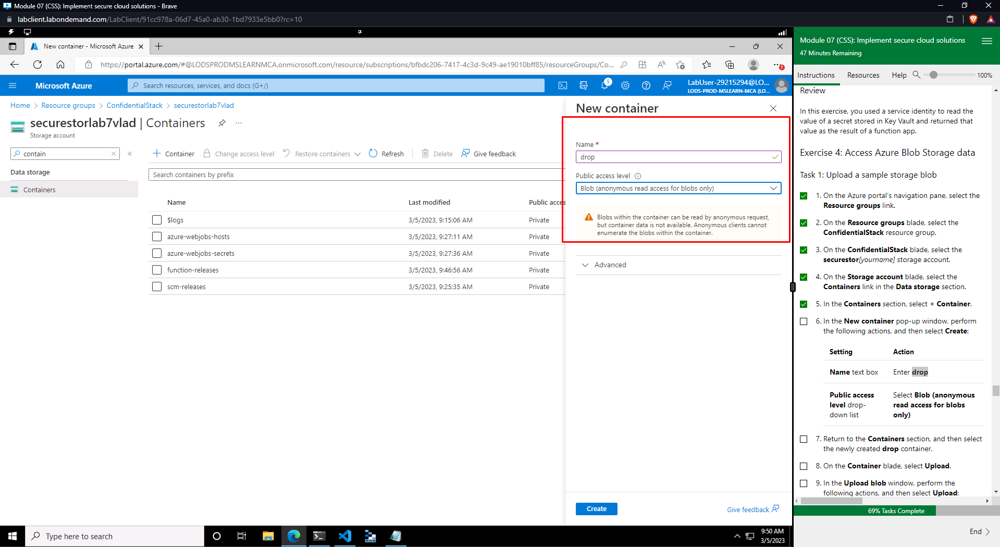 Module 07 (CSS): Implement secure cloud solutions - Brave
labclient.labondemand.com/LabClient/91cc978a-06d7-45a0-ab30-1bd7933e5bb0?rc=10
New container - Microsoft Azure
https://portal.azure.com/#@LODSPRODMSLEARNMCA.onmicrosoft.com/resource/subscriptions/bfbdc206-7417-4c3d-9c49-ae19010bff85/resourceGroups/Co...
Microsoft Azure
Search resources, services, and docs (G+/)
5
LabUser-29215294@LO...
LODS-PROD-MSLEARN-MCA (LO...
Home > Resource groups > ConfidentialStack > securestorlab7vlad
securestorlab7vlad | Containers
Storage account
contain
Data storage
Containers
Container
Change access level
Restore containers
Refresh
Delete
Give feedback
Search containers by prefix
Name Last modified Public acces
$logs 3/5/2023, 9:15:06 AM Private
azure-webjobs-hosts 3/5/2023, 9:27:11 AM Private
azure-webjobs-secrets 3/5/2023, 9:27:36 AM Private
function-releases 3/5/2023, 9:46:56 AM Private
scm-releases 3/5/2023, 9:25:35 AM Private
New container
Name *
drop
Public access level
Blob (anonymous read access for blobs only)
Blobs within the container can be read by anonymous request,
but container data is not available. Anonymous clients cannot
enumerate the blobs within the container.
Advanced
Create
Give feedback
Module 07 (CSS): Implement secure cloud solutions
47 Minutes Remaining
Instructions Resources Help 100%
Review
In this exercise, you used a service identity to read the
value of a secret stored in Key Vault and returned that
value as the result of a function app.
Exercise 4: Access Azure Blob Storage data
Task 1: Upload a sample storage blob
1. On the Azure portal's navigation pane, select the
Resource groups link.
2. On the Resource groups blade, select the
ConfidentialStack resource group.
3. On the ConfidentialStack blade, select the
securestor[yourname] storage account.
4. On the Storage account blade, select the
Containers link in the Data storage section.
5. In the Containers section, select + Container.
6. In the New container pop-up window, perform
the following actions, and then select Create:
Setting Action
Name text box Enter drop
Public access Select Blob (anonymous
level drop- read access for blobs
down list only)
7. Return to the Containers section, and then select
the newly created drop container.
8. On the Container blade, select Upload.
9. In the Upload blob window, perform the
following actions, and then select Upload:
69% Tasks Complete
End
Type here to search
9:50 AM
3/5/2023